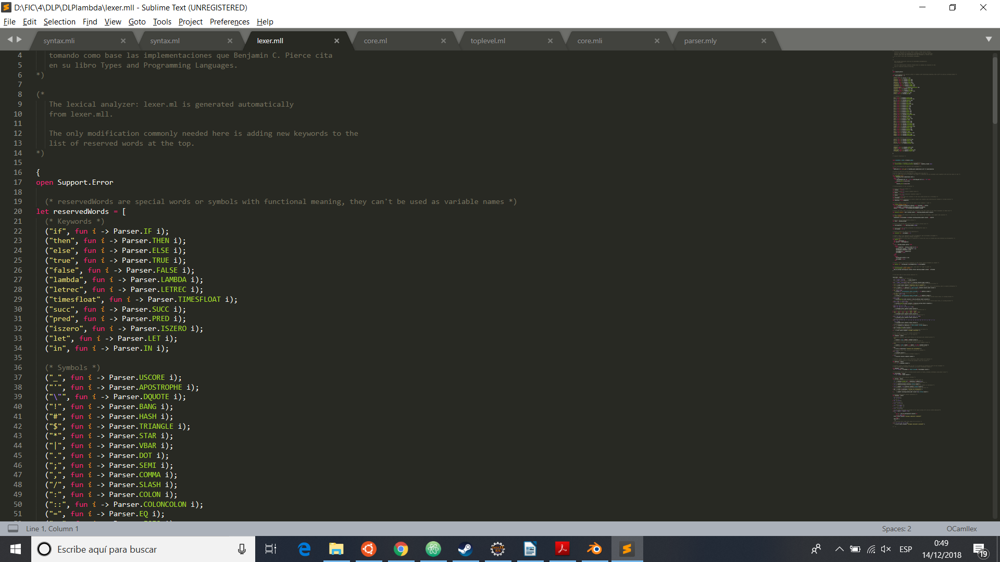 D:\FIC\4\DLP\DLPlambda\lexer.mll - Sublime Text (UNREGISTERED)
File Edit Selection Find View Goto Tools Project Preferences Help
syntax.mli syntax.ml lexer.mll core.ml toplevel.ml core.mli parser.mly
4 tomando como base las implementaciones que Benjamin C. Pierce cita
5 en su libro Types and Programming Languages.
6 *)
7
8 (*
9 The lexical analyzer: lexer.ml is generated automatically
10 from lexer.mll.
11
12 The only modification commonly needed here is adding new keywords to the
13 list of reserved words at the top.
14 *)
15
16 {
17 open Support.Error
18
19 (* reservedWords are special words or symbols with functional meaning, they can't be used as variable names *)
20 let reservedWords = [
21 (* Keywords *)
22 ("if", fun i -> Parser.IF i);
23 ("then", fun i -> Parser.THEN i);
24 ("else", fun i -> Parser.ELSE i);
25 ("true", fun i -> Parser.TRUE i);
26 ("false", fun i -> Parser.FALSE i);
27 ("lambda", fun i -> Parser.LAMBDA i);
28 ("letrec", fun i -> Parser.LETREC i);
29 ("timesfloat", fun i -> Parser.TIMESFLOAT i);
30 ("succ", fun i -> Parser.SUCC i);
31 ("pred", fun i -> Parser.PRED i);
32 ("iszero", fun i -> Parser.ISZERO i);
33 ("let", fun i -> Parser.LET i);
34 ("in", fun i -> Parser.IN i);
35
36 (* Symbols *)
37 ("_", fun i -> Parser.USCORE i);
38 ("'", fun i -> Parser.APOSTROPHE i);
39 ("\"", fun i -> Parser.DQUOTE i);
40 ("!", fun i -> Parser.BANG i);
41 ("#", fun i -> Parser.HASH i);
42 ("$", fun i -> Parser.TRIANGLE i);
43 ("*", fun i -> Parser.STAR i);
44 ("|", fun i -> Parser.VBAR i);
45 (".", fun i -> Parser.DOT i);
46 (";", fun i -> Parser.SEMI i);
47 (",", fun i -> Parser.COMMA i);
48 ("/", fun i -> Parser.SLASH i);
49 (":", fun i -> Parser.COLON i);
50 ("::", fun i -> Parser.COLONCOLON i);
51 ("=", fun i -> Parser.EQ i);
Line 1, Column 1 Spaces: 2 OCamllex
Escribe aquí para buscar
ESP
0:49
14/12/2018
19